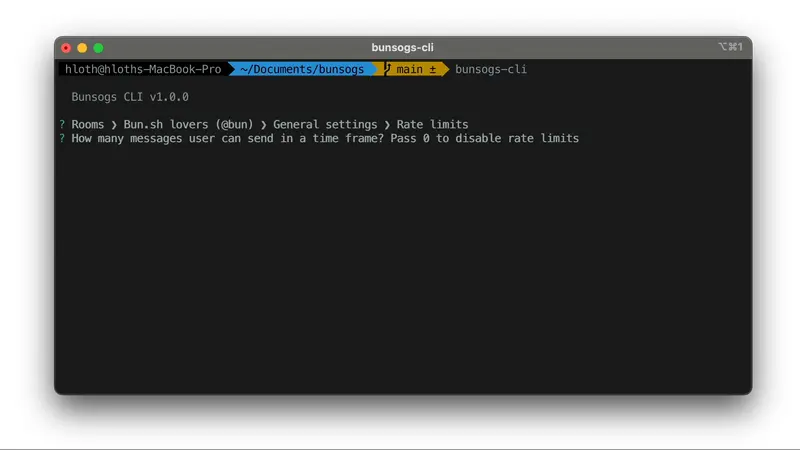 bunsogs-cli
⌥⌘1
hloth@hloths-MacBook-Pro ~/Documents/bunsogs main ± bunsogs-cli
Bunsogs CLI v1.0.0
? Rooms ❯ Bun.sh lovers (@bun) ❯ General settings ❯ Rate limits
? How many messages user can send in a time frame? Pass 0 to disable rate limits